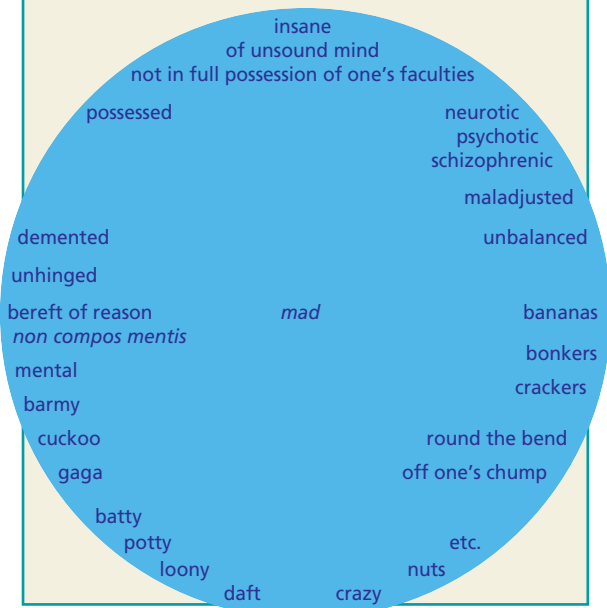 insane
of unsound mind
not in full possession of one's faculties
possessed
neurotic
psychotic
schizophrenic
maladjusted
demented
unbalanced
unhinged
bereft of reason
mad
bananas
non compos mentis
bonkers
mental
crackers
barmy
cuckoo
round the bend
gaga
off one's chump
batty
potty
etc.
loony
nuts
daft
crazy